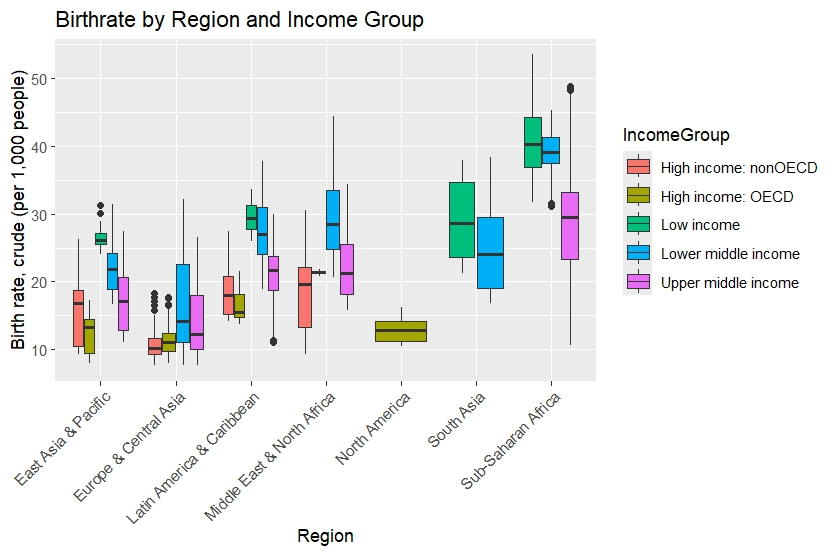 Birthrate by Region and Income Group
Birth rate, crude (per 1,000 people)
50
40
30
20
10
East Asia & Pacific
Europe & Central Asia
Latin America & Caribbean
Middle East & North Africa
North America
South Asia
Sub-Saharan Africa
Region
IncomeGroup
High income: nonOECD
High income: OECD
Low income
Lower middle income
Upper middle income